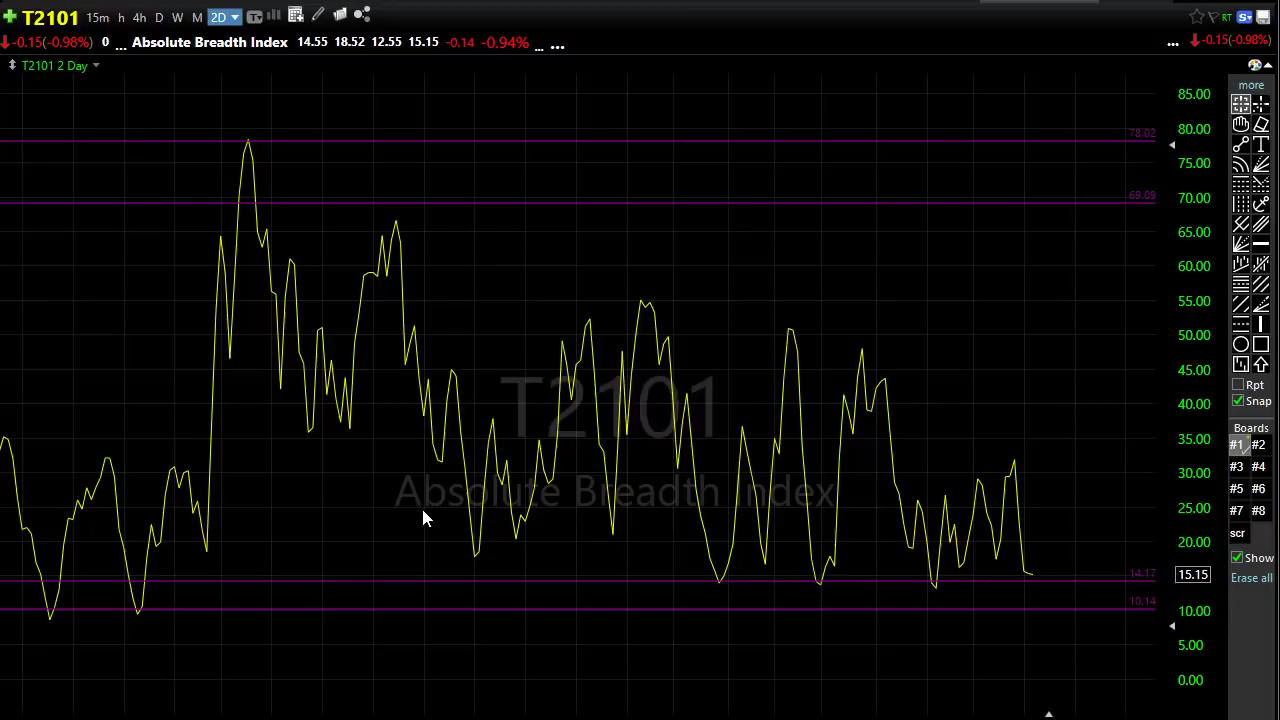 T2101 15m h 4h D W M 2D T RT S
-0.15(-0.98%) 0 ... Absolute Breadth Index 14.55 18.52 12.55 15.15 -0.14 -0.94% ... ... ... -0.15(-0.98%)
T2101 2 Day
more
85.00
78.02
80.00
75.00
69.09
70.00
65.00
60.00
55.00
50.00
45.00
T2101
40.00
35.00
30.00
Absolute Breadth Index
25.00
20.00
14.17
15.15
10.14
10.00
5.00
0.00
T
Rpt
Snap
Boards
#1 #2
#3 #4
#5 #6
#7 #8
scr
Show
Erase all